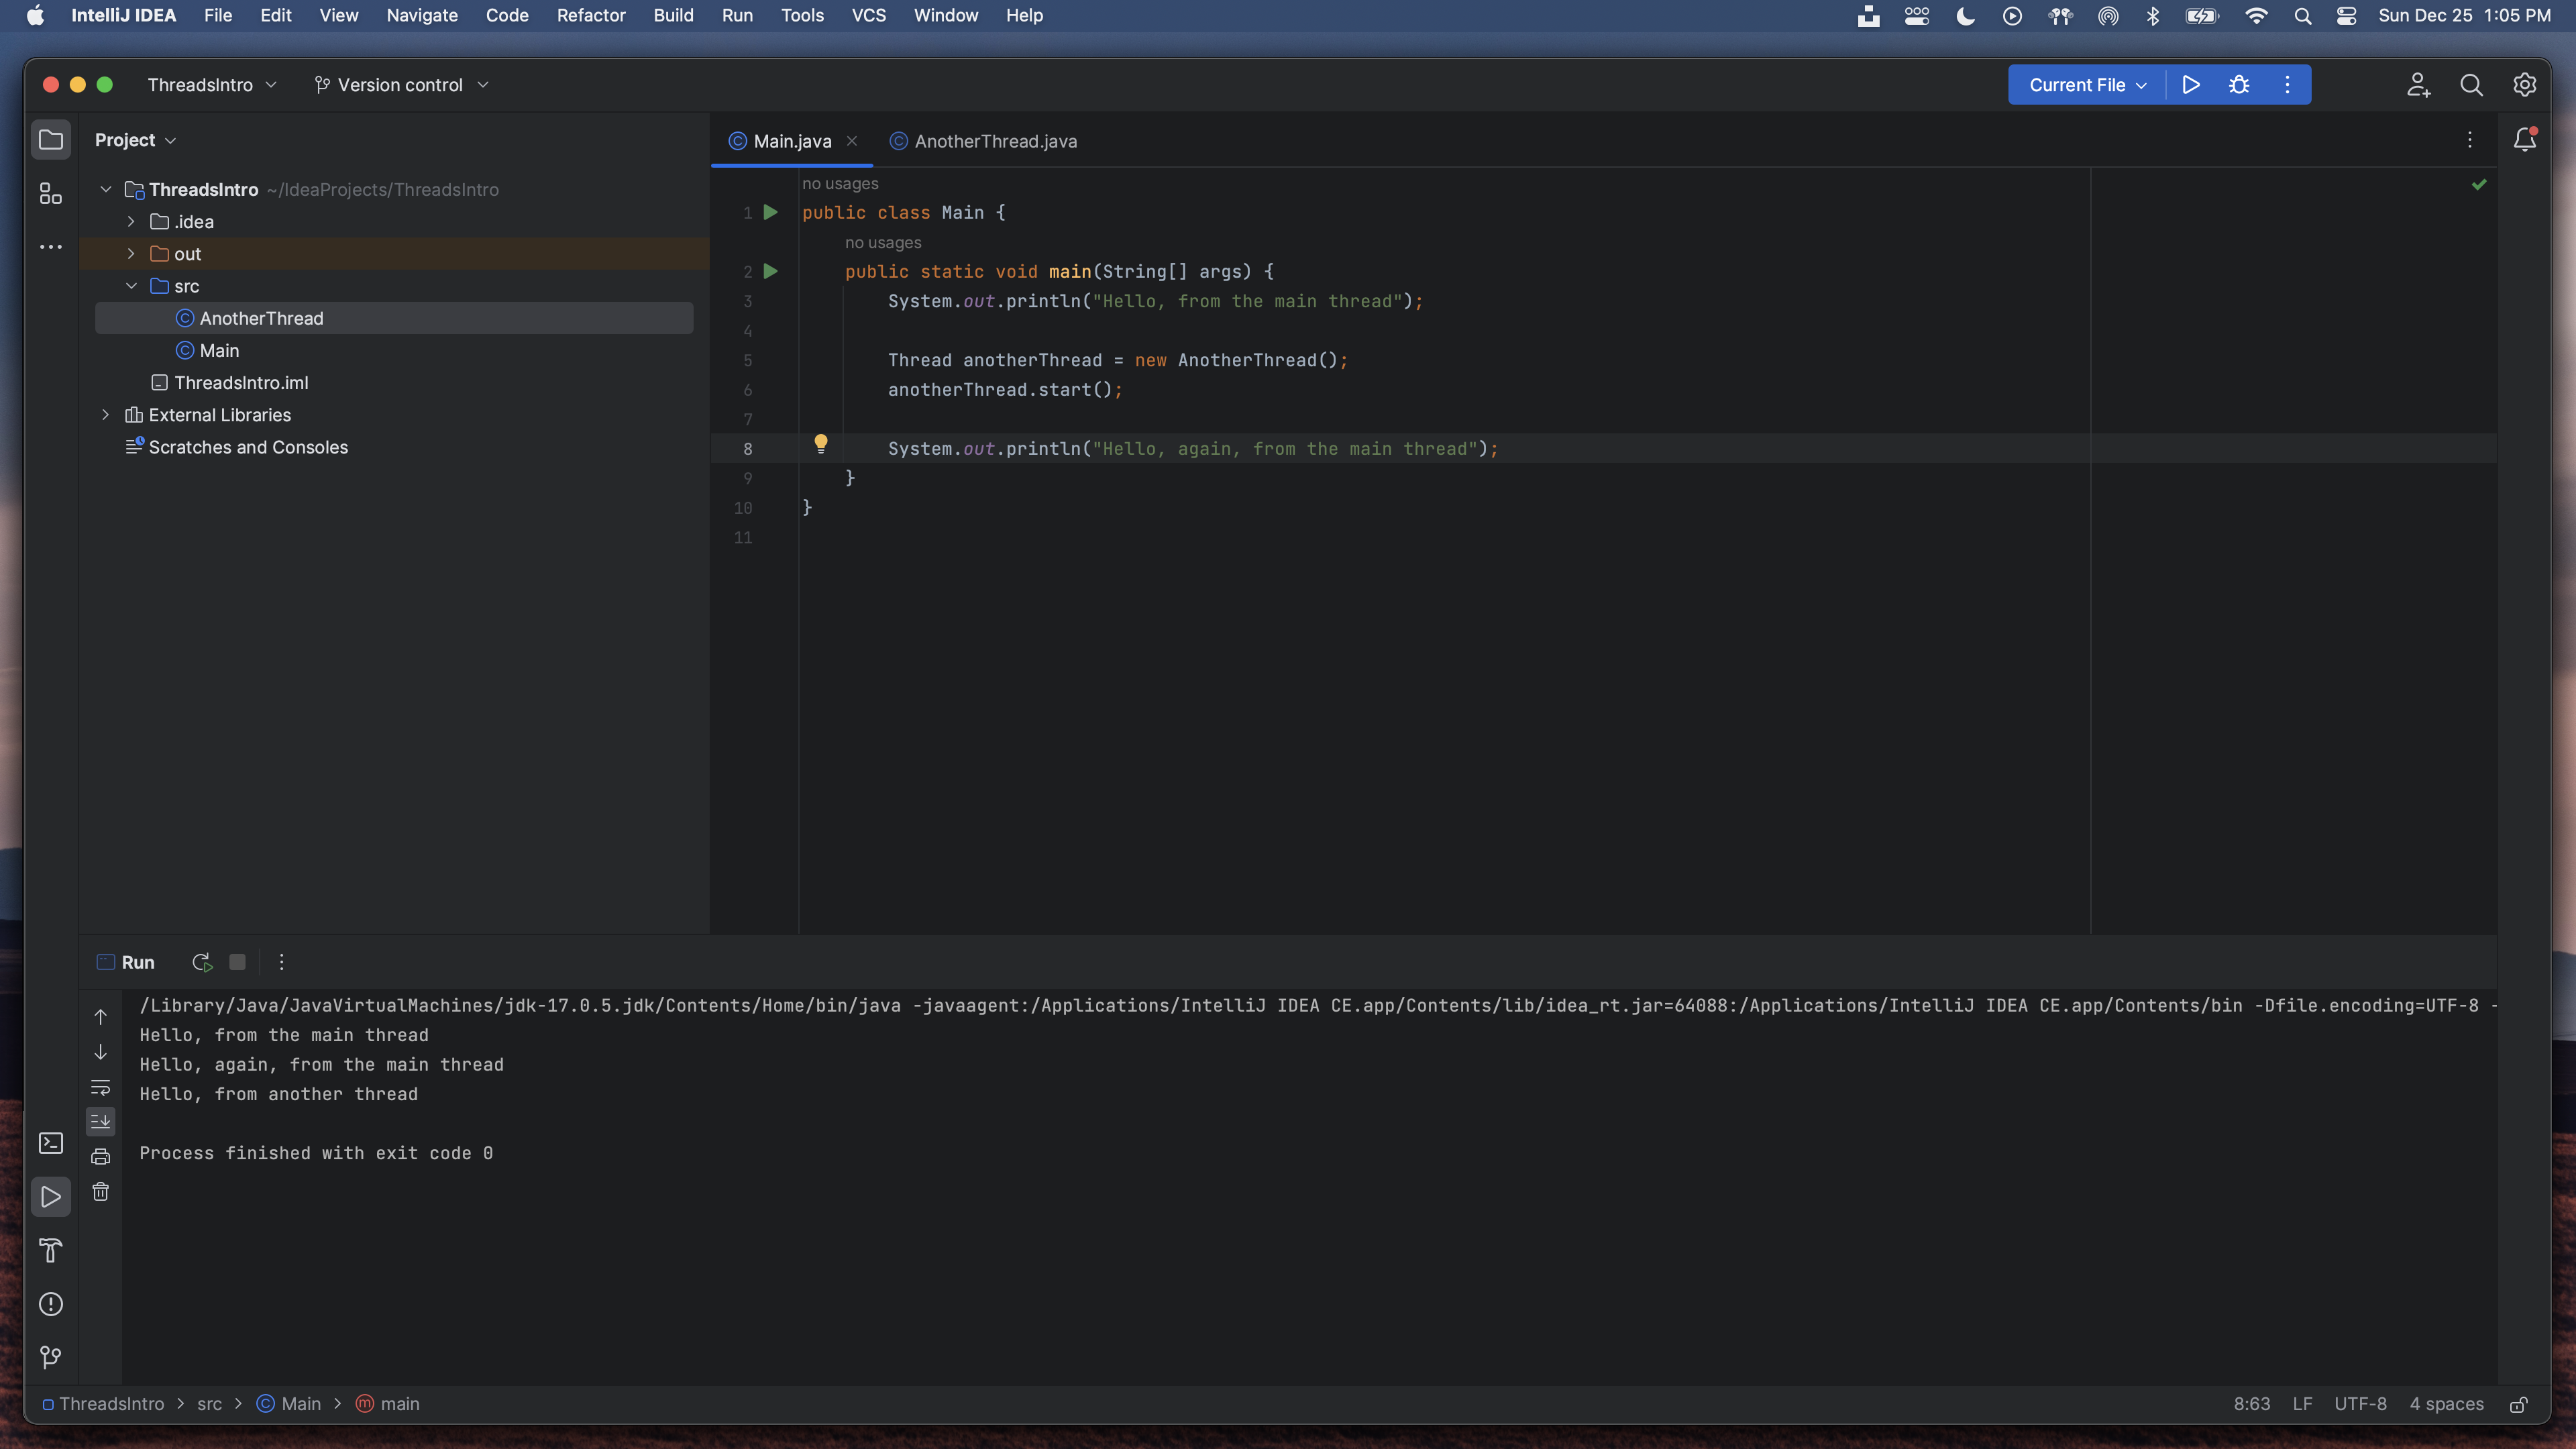 IntelliJ IDEA File Edit View Navigate Code Refactor Build Run Tools VCS Window Help Sun Dec 25 1:05 PM
ThreadsIntro Version control Current File
Project
Main.java AnotherThread.java
ThreadsIntro ~/IdeaProjects/ThreadsIntro
.idea
out
src
AnotherThread
Main
ThreadsIntro.iml
External Libraries
Scratches and Consoles
no usages
1 public class Main {
no usages
2 public static void main(String[] args) {
3 System.out.println("Hello, from the main thread");
4
5 Thread anotherThread = new AnotherThread();
6 anotherThread.start();
7
8 System.out.println("Hello, again, from the main thread");
9 }
10 }
11
Run
/Library/Java/JavaVirtualMachines/jdk-17.0.5.jdk/Contents/Home/bin/java -javaagent:/Applications/IntelliJ IDEA CE.app/Contents/lib/idea_rt.jar=64088:/Applications/IntelliJ IDEA CE.app/Contents/bin -Dfile.encoding=UTF-8 -
Hello, from the main thread
Hello, again, from the main thread
Hello, from another thread
Process finished with exit code 0
ThreadsIntro > src > Main > main 8:63 LF UTF-8 4 spaces